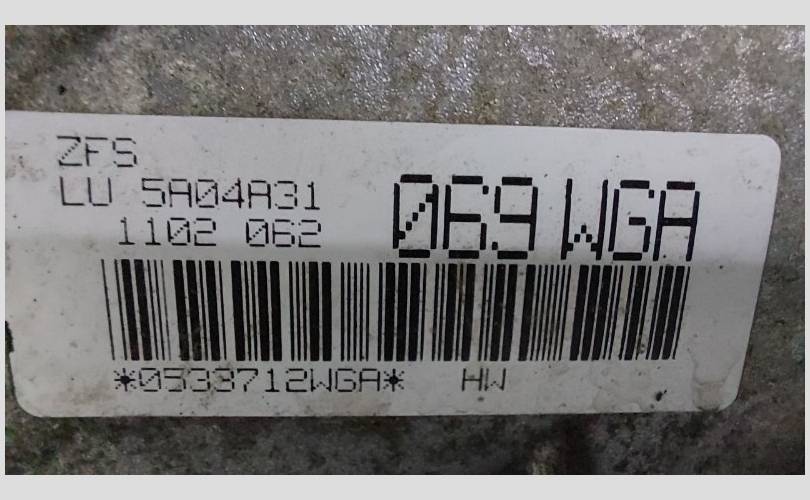 ZFS
LU 5A04A31
1102 062
069 WGA
*0533712WGA* HW